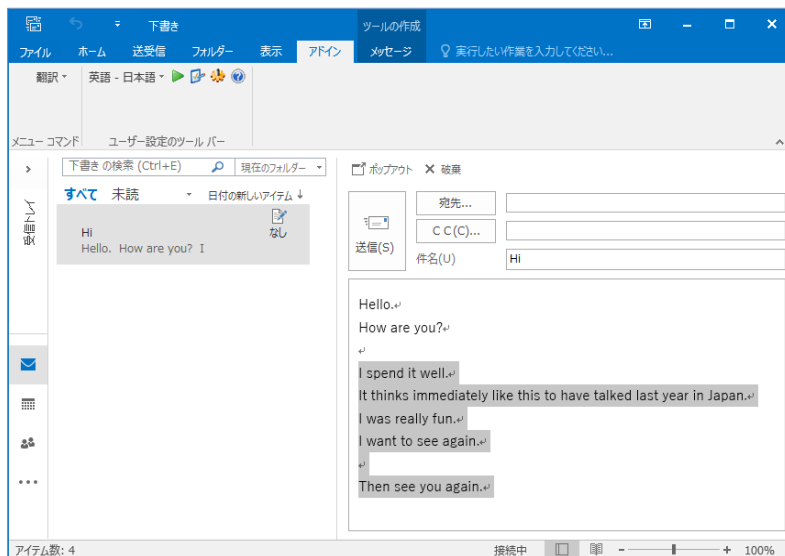 下書き
ツールの作成
ファイル ホーム 送受信 フォルダー 表示 アドイン メッセージ 実行したい作業を入力してください...
翻訳 英語 - 日本語
メニュー コマンド ユーザー設定のツール バー
下書き の検索 (Ctrl+E) 現在のフォルダー
すべて 未読 日付の新しいアイテム ↓
Hi なし
Hello. How are you? I
受信トレイ
ポップアウト 破棄
送信(S)
宛先...
C C(C)...
件名(U) Hi
Hello.
How are you?
I spend it well.
It thinks immediately like this to have talked last year in Japan.
I was really fun.
I want to see again.
Then see you again.
アイテム数: 4 接続中 100%